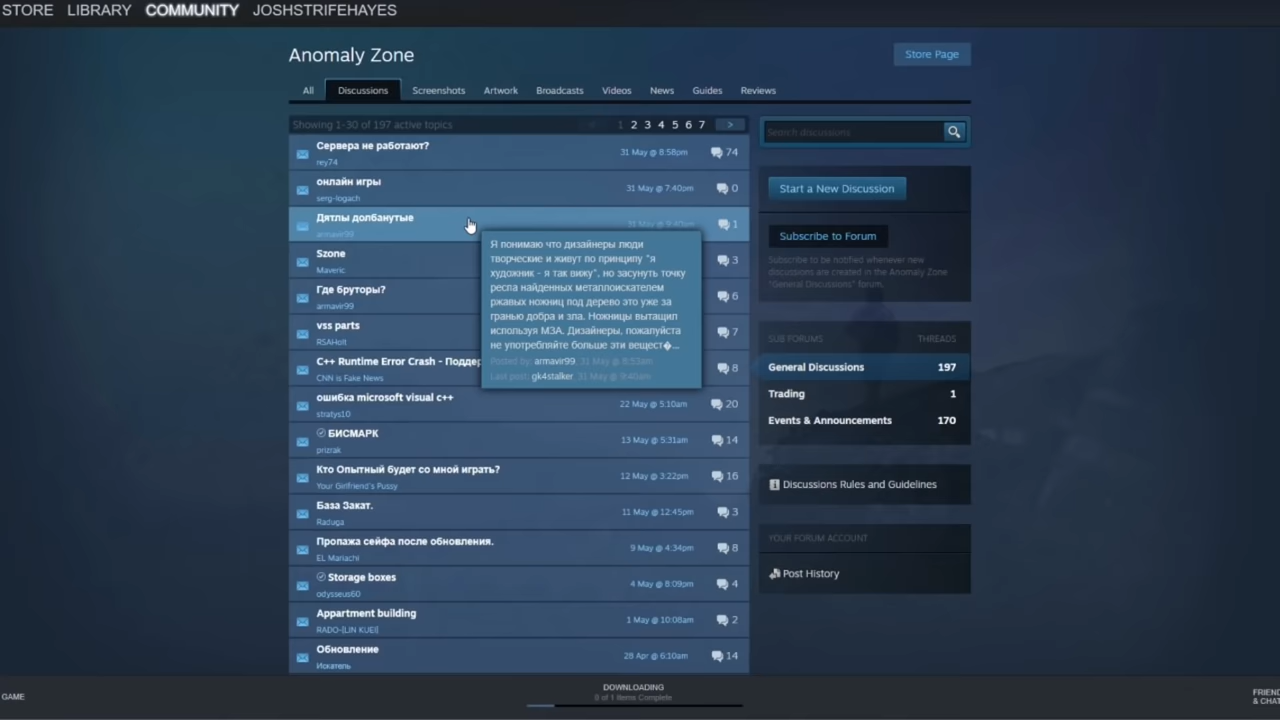 STORE LIBRARY COMMUNITY JOSHSTRIFEHAYES
Anomaly Zone
Store Page
All Discussions Screenshots Artwork Broadcasts Videos News Guides Reviews
Showing 1-30 of 197 active topics
< 1 2 3 4 5 6 7 >
Search discussions
Сервера не работают?
31 May @ 8:58pm
74
rey74
онлайн игры
31 May @ 7:40pm
0
serg-logach
Дятлы долбанутые
31 May @ 9:40am
1
armavir99
Szone
3
Maveric
Где бруторы?
6
armavir99
vss parts
7
RSAHolt
C++ Runtime Error Crash - Поддер
8
CNN is Fake News
Я понимаю что дизайнеры люди
творческие и живут по принципу "я
художник - я так вижу", но засунуть точку
респа найденных металлоискателем
ржавых ножниц под дерево это уже за
гранью добра и зла. Ножницы вытащил
используя МЗА. Дизайнеры, пожалуйста
не употребляйте больше эти вещест�...
Posted by: armavir99, 31 May @ 8:53am
Last post: gk4stalker, 31 May @ 9:40am
ошибка microsoft visual c++
22 May @ 5:10am
20
stratys10
БИСМАРК
13 May @ 5:31am
14
prizrak
Кто Опытный будет со мной играть?
12 May @ 3:22pm
16
Your Girlfriend's Pussy
База Закат.
11 May @ 12:45pm
3
Raduga
Пропажа сейфа после обновления.
9 May @ 4:34pm
8
EL Mariachi
Storage boxes
4 May @ 8:09pm
4
odysseus60
Appartment building
1 May @ 10:08am
2
RADO-[LIN KUEI]
Обновление
28 Apr @ 6:10am
14
Искатель
Start a New Discussion
Subscribe to Forum
Subscribe to be notified whenever new
discussions are created in the Anomaly Zone
"General Discussions" forum.
SUB FORUMS THREADS
General Discussions 197
Trading 1
Events & Announcements 170
Discussions Rules and Guidelines
YOUR FORUM ACCOUNT
Post History
GAME
DOWNLOADING
0 of 1 Items Complete
FRIEND
& CHAT